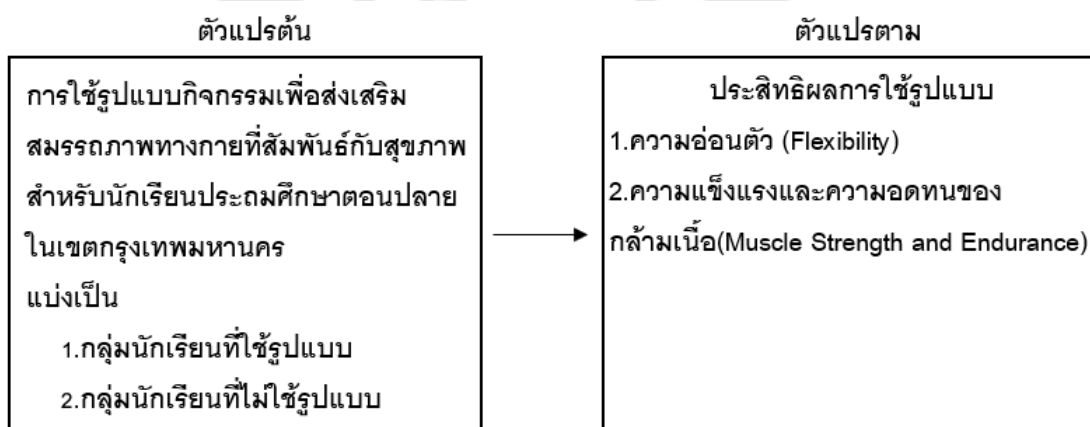 ตัวแปรต้น
การใช้รูปแบบกิจกรรมเพื่อส่งเสริม
สมรรถภาพทางกายที่สัมพันธ์กับสุขภาพ
สำหรับนักเรียนประถมศึกษาตอนปลาย
ในเขตกรุงเทพมหานคร
แบ่งเป็น
1.กลุ่มนักเรียนที่ใช้รูปแบบ
2.กลุ่มนักเรียนที่ไม่ใช้รูปแบบ
ตัวแปรตาม
ประสิทธิผลการใช้รูปแบบ
1.ความอ่อนตัว (Flexibility)
2.ความแข็งแรงและความอดทนของ
กล้ามเนื้อ(Muscle Strength and Endurance)